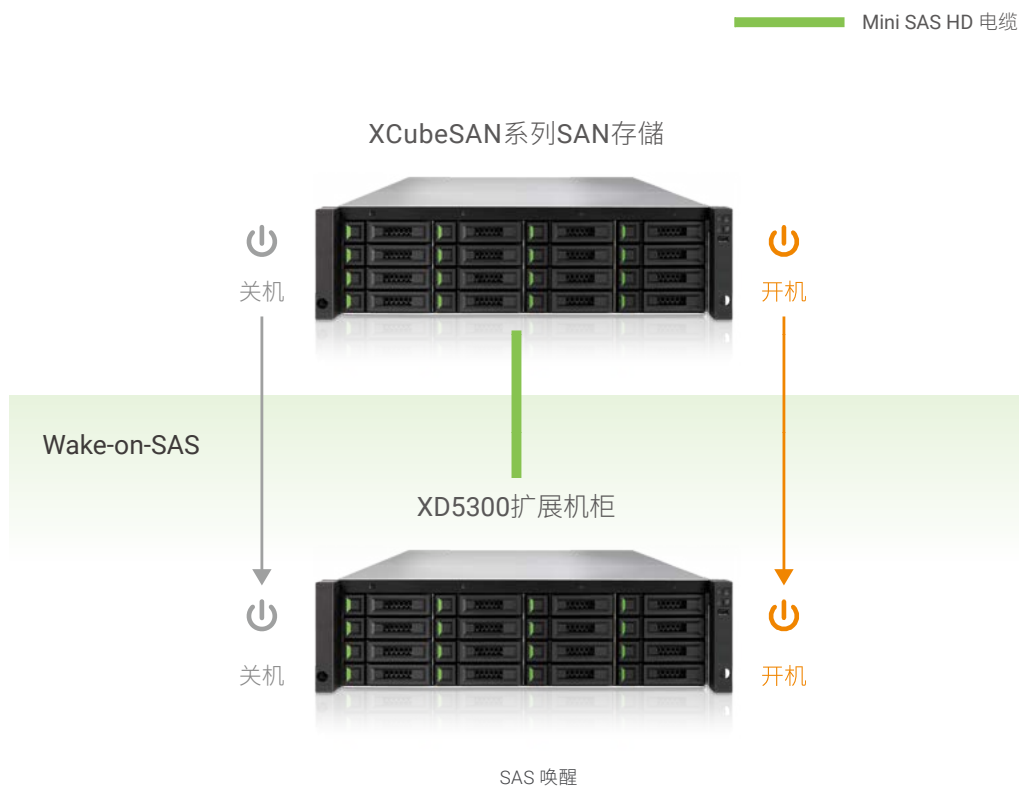 Mini SAS HD 电缆
XCubeSAN系列SAN存储
关机
开机
Wake-on-SAS
XD5300扩展机柜
关机
开机
SAS 唤醒